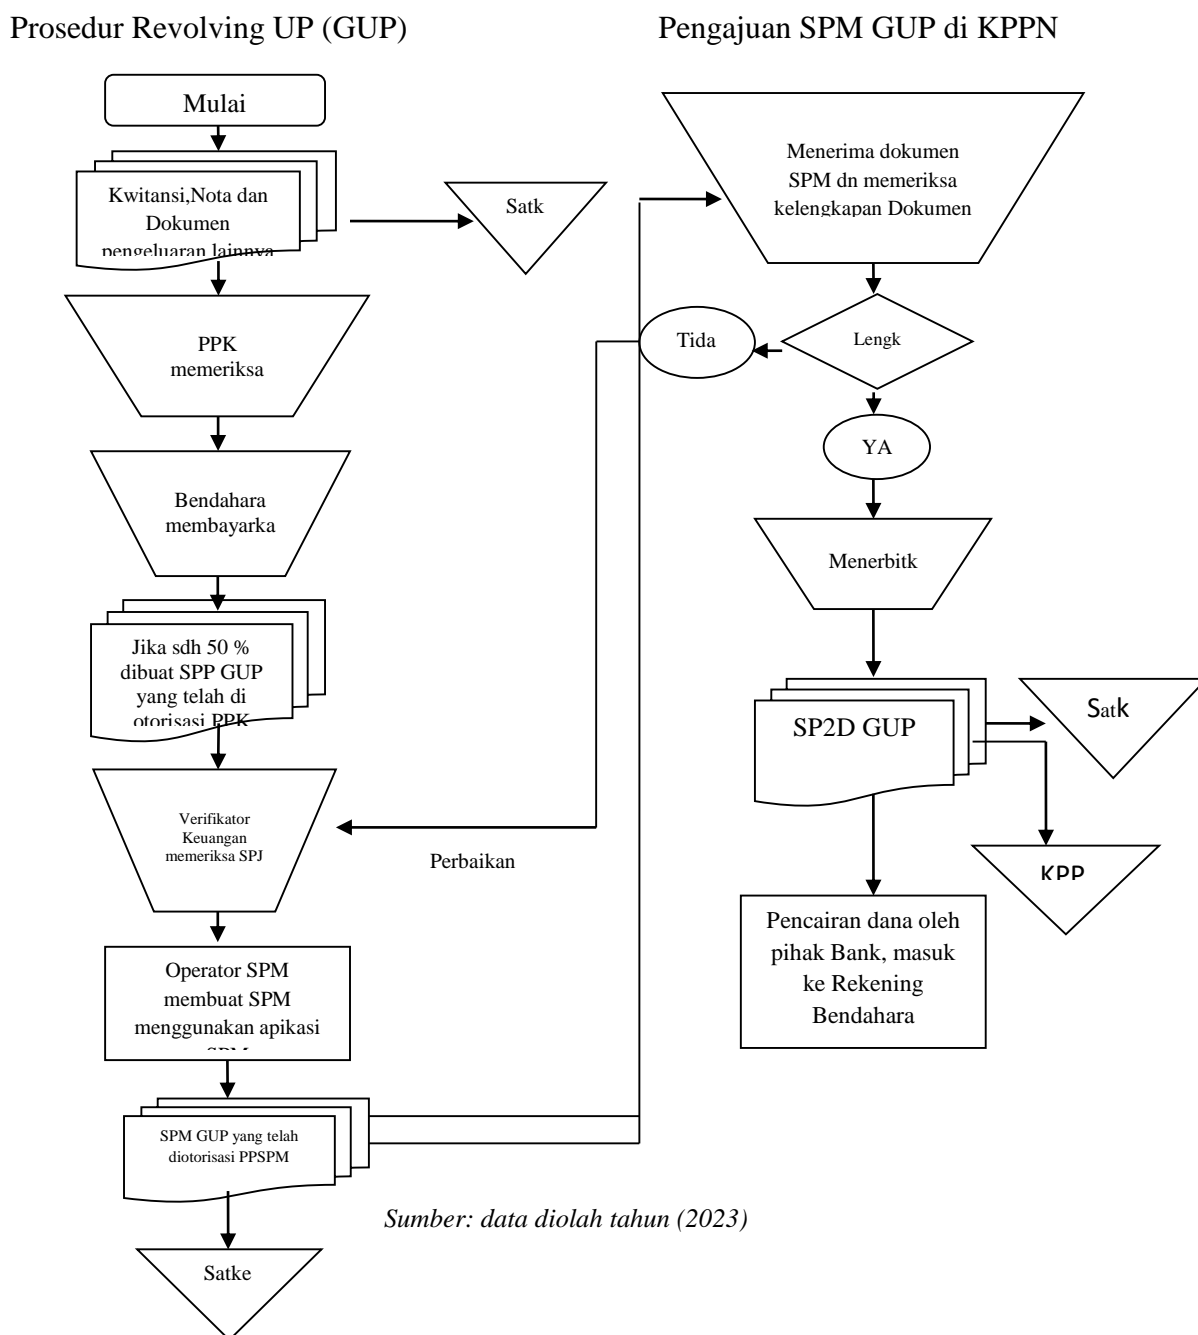 Prosedur Revolving UP (GUP)
Mulai
Kwitansi,Nota dan
Dokumen
pengeluaran lainnya
Satk
PPK
memeriksa
Bendahara
membayarka
Jika sdh 50 %
dibuat SPP GUP
yang telah di
otorisasi PPK
Verifikator
Keuangan
memeriksa SPJ
Perbaikan
Operator SPM
membuat SPM
menggunakan apikasi
SPM
SPM GUP yang telah
diotorisasi PPSPM
Satke
Pengajuan SPM GUP di KPPN
Menerima dokumen
SPM dn memeriksa
kelengkapan Dokumen
Lengk
Tida
YA
Menerbitk
SP2D GUP
Satk
KPP
Pencairan dana oleh
pihak Bank, masuk
ke Rekening
Bendahara
Sumber: data diolah tahun (2023)